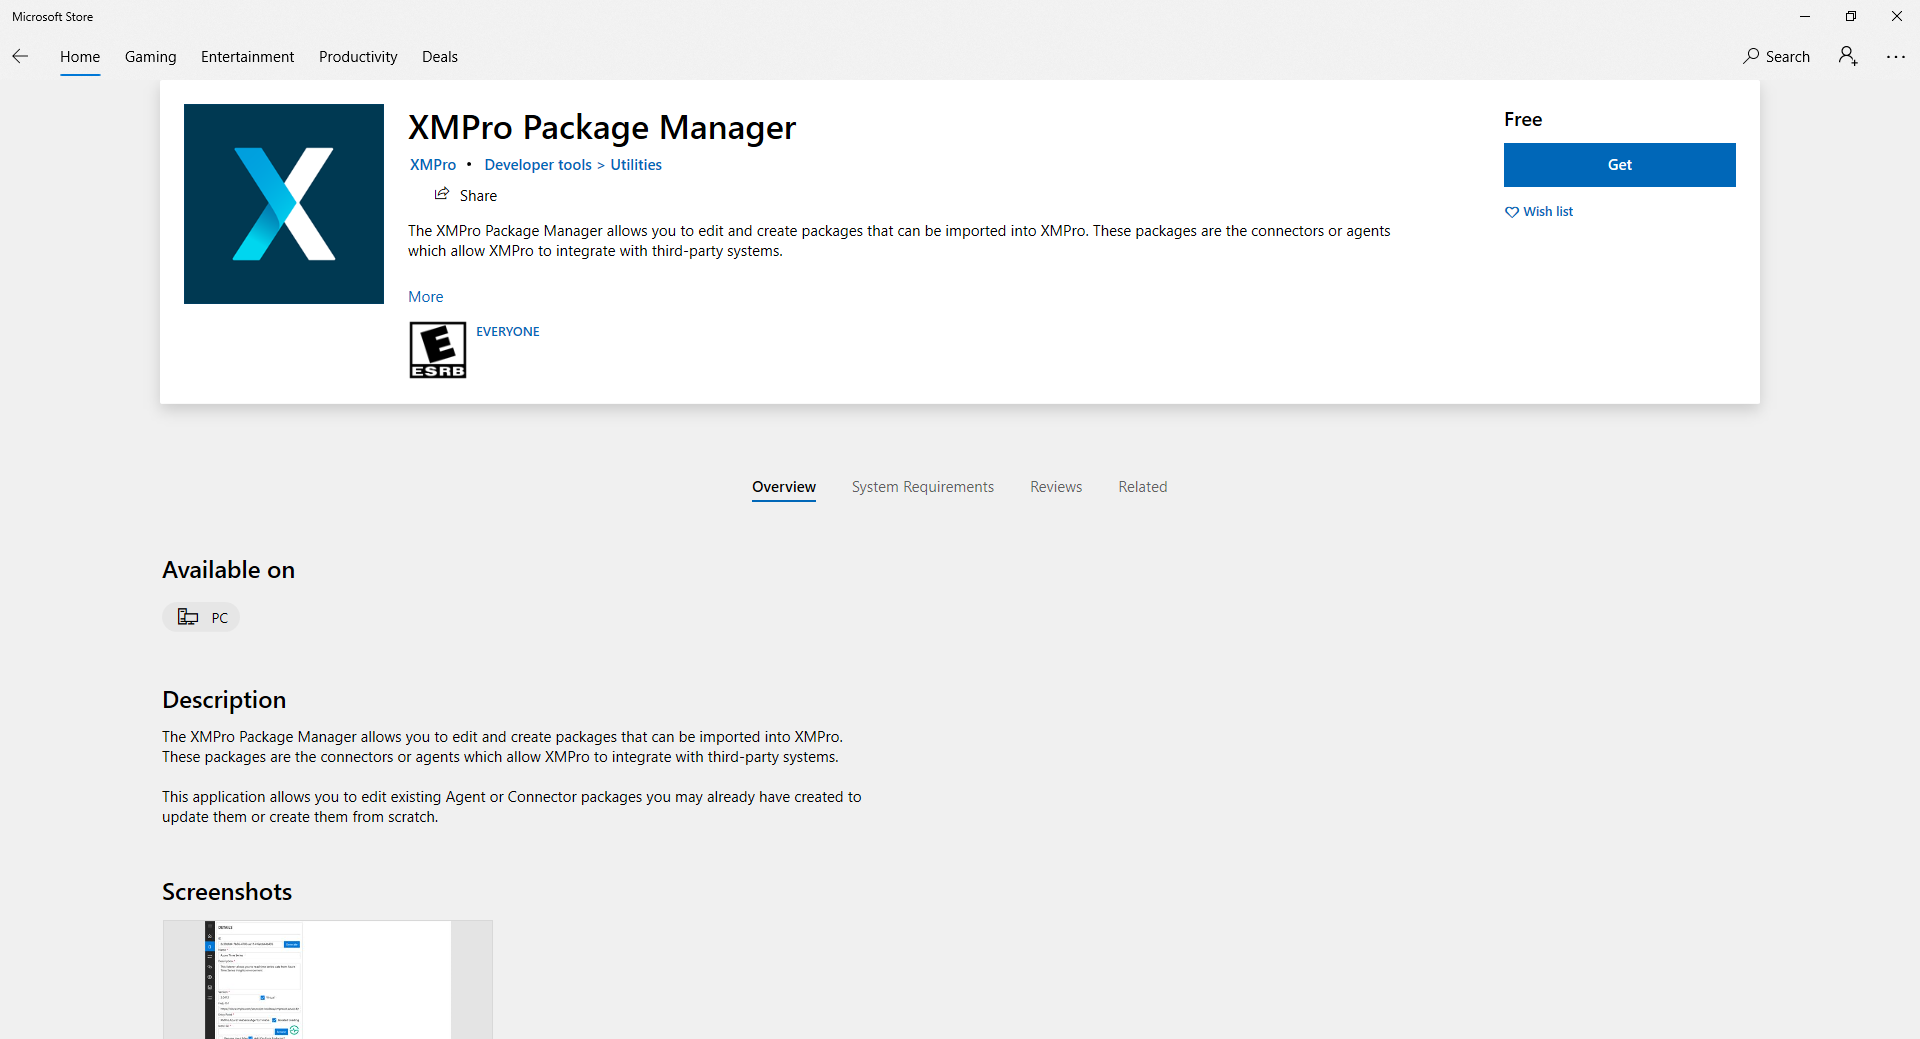 Microsoft Store
Home Gaming Entertainment Productivity Deals Search
XMPro Package Manager
XMPro • Developer tools > Utilities
Share
The XMPro Package Manager allows you to edit and create packages that can be imported into XMPro. These packages are the connectors or agents
which allow XMPro to integrate with third-party systems.
More
E
ESRB
EVERYONE
Free
Get
Wish list
Overview System Requirements Reviews Related
Available on
PC
Description
The XMPro Package Manager allows you to edit and create packages that can be imported into XMPro.
These packages are the connectors or agents which allow XMPro to integrate with third-party systems.
This application allows you to edit existing Agent or Connector packages you may already have created to
update them or create them from scratch.
Screenshots
DETAILS